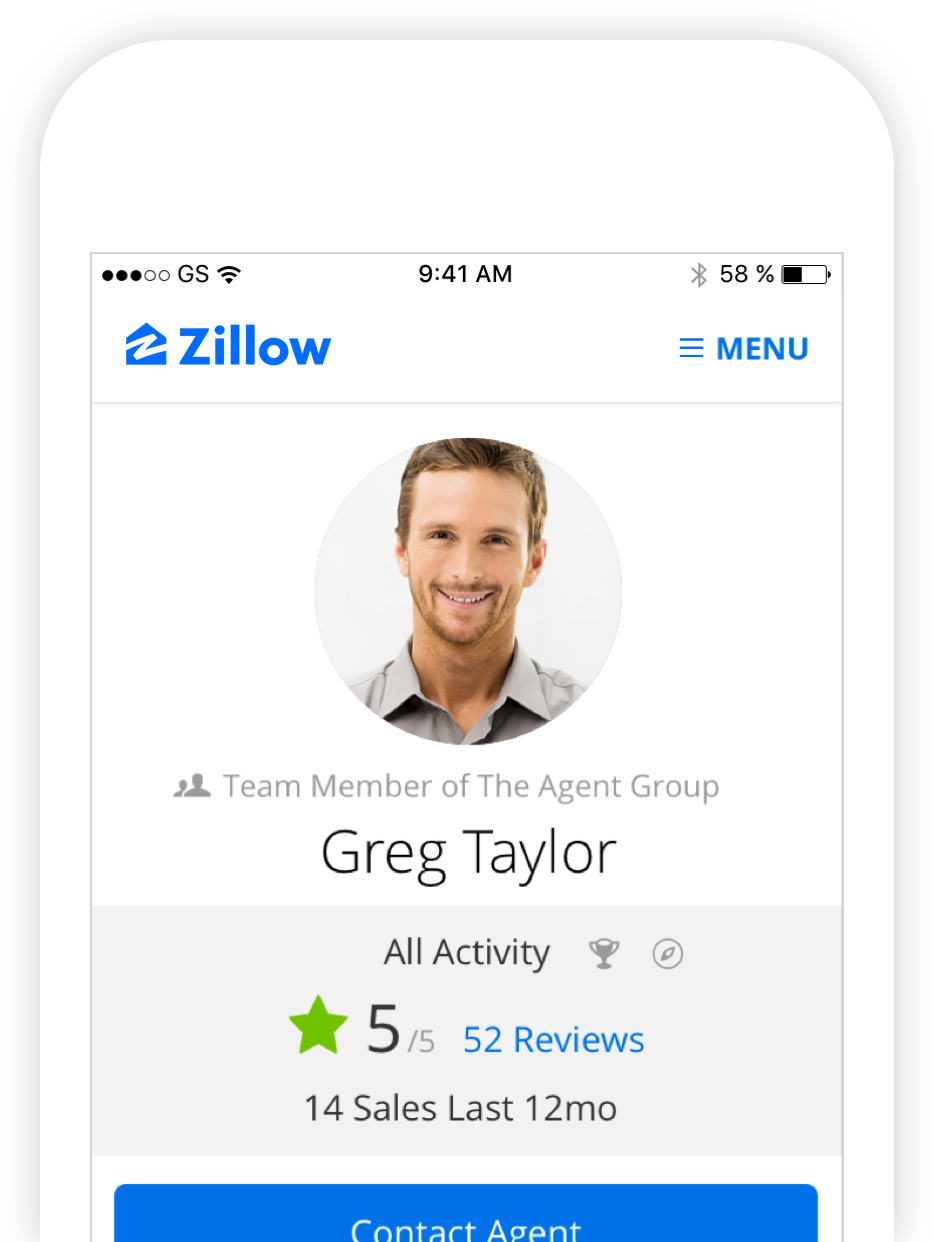 GS 9:41 AM 58 %
Zillow MENU
Team Member of The Agent Group
Greg Taylor
All Activity
5 /5 52 Reviews
14 Sales Last 12mo
Contact Agent